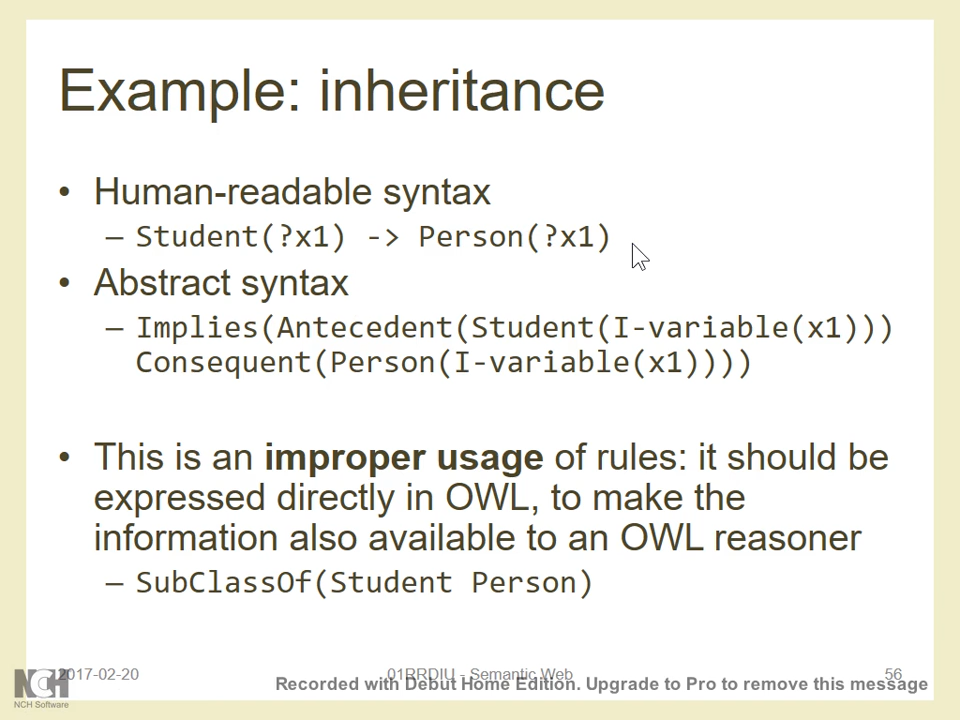 Example: inheritance
• Human-readable syntax
– Student(?x1) -> Person(?x1)
• Abstract syntax
– Implies(Antecedent(Student(I-variable(x1)))
Consequent(Person(I-variable(x1))))
• This is an improper usage of rules: it should be
expressed directly in OWL, to make the
information also available to an OWL reasoner
– SubClassOf(Student Person)
2017-02-20 01RRDIU - Semantic Web 56
Recorded with Debut Home Edition. Upgrade to Pro to remove this message
NCH
NCH Software